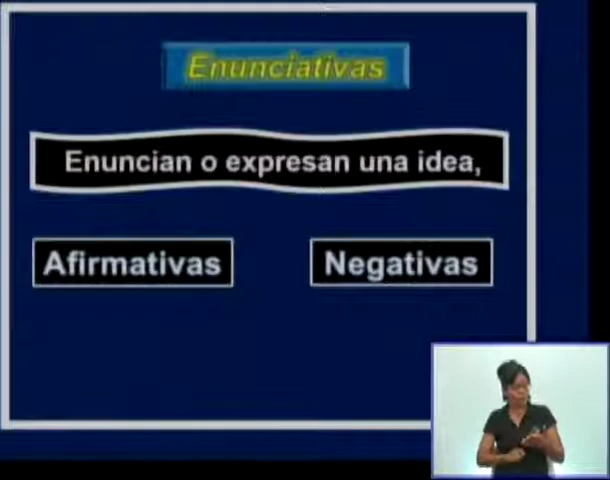 Enunciativas
Enuncian o expresan una idea,
Afirmativas
Negativas